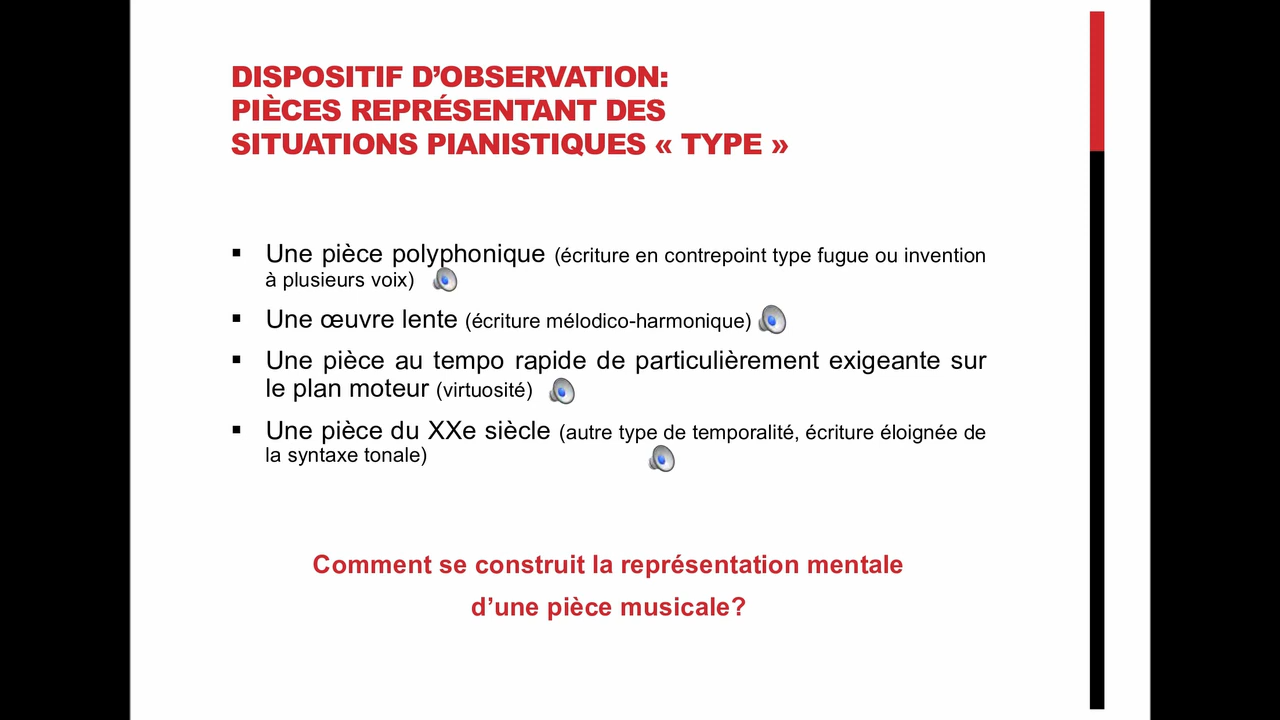 DISPOSITIF D’OBSERVATION:
PIÈCES REPRÉSENTANT DES
SITUATIONS PIANISTIQUES « TYPE »
▪ Une pièce polyphonique (écriture en contrepoint type fugue ou invention
à plusieurs voix)
▪ Une œuvre lente (écriture mélodico-harmonique)
▪ Une pièce au tempo rapide de particulièrement exigeante sur
le plan moteur (virtuosité)
▪ Une pièce du XXe siècle (autre type de temporalité, écriture éloignée de
la syntaxe tonale)
Comment se construit la représentation mentale
d’une pièce musicale?